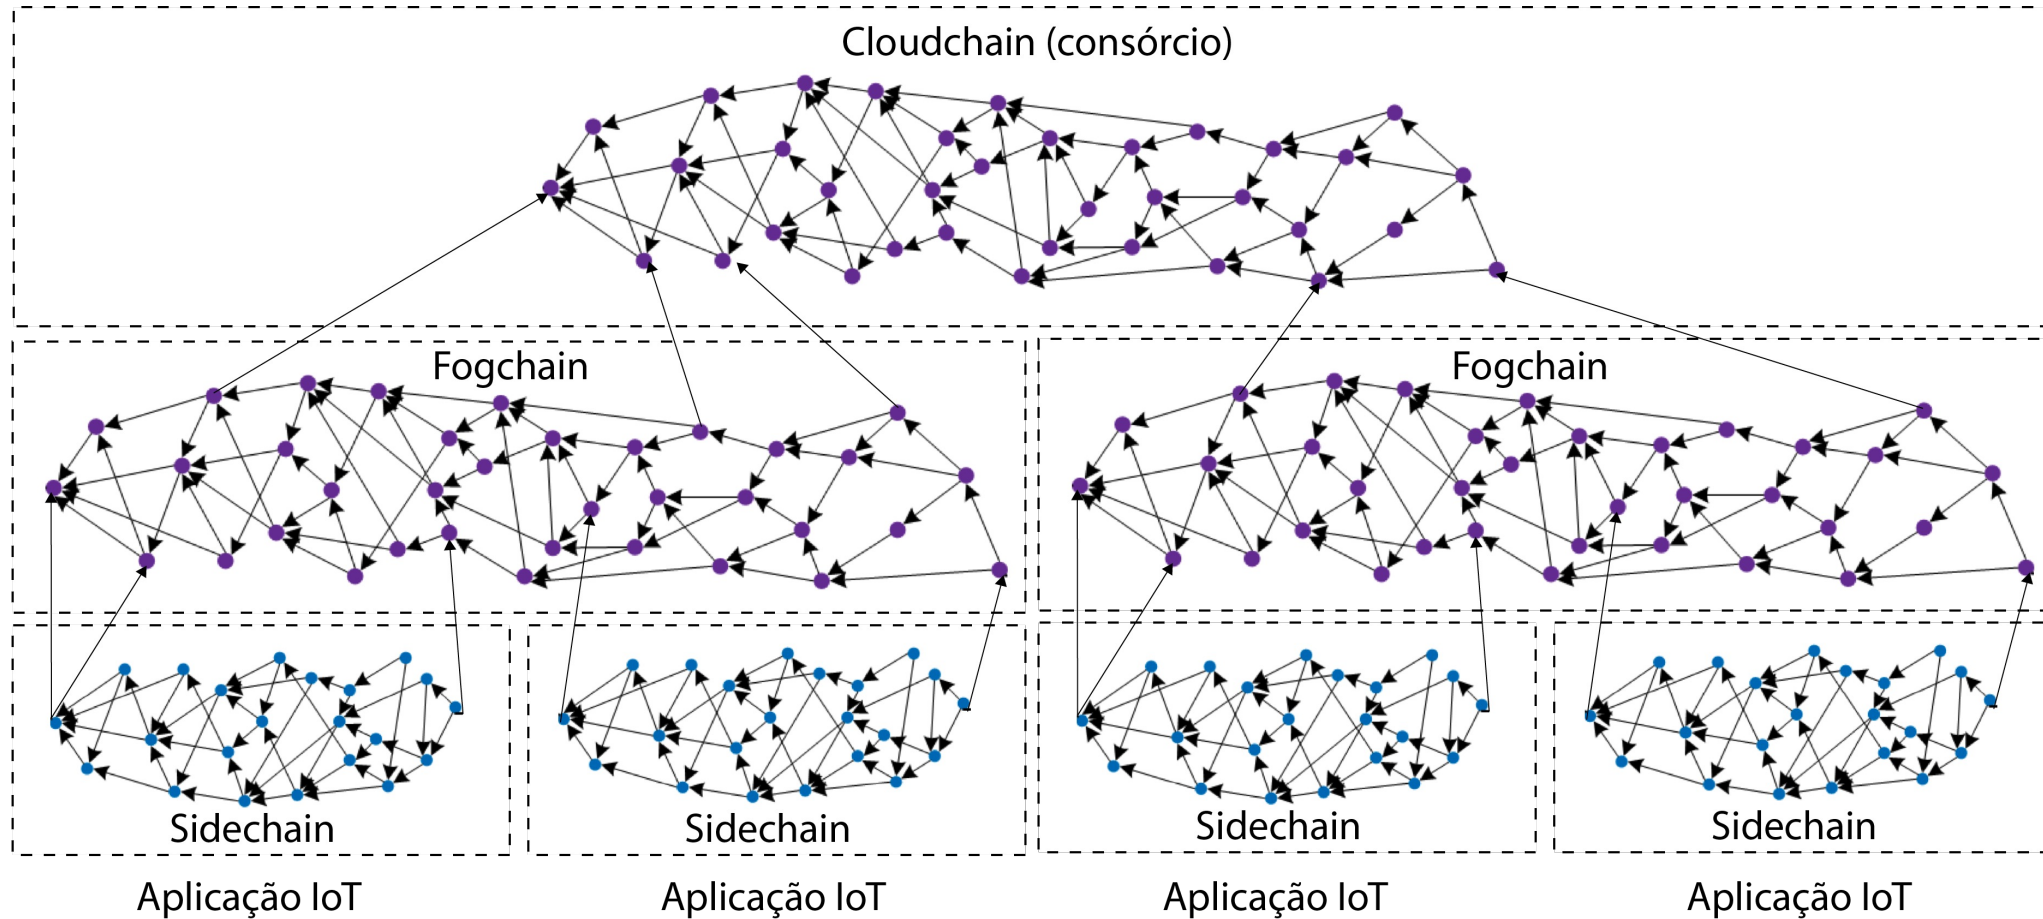 Cloudchain (consórcio)
Fogchain
Fogchain
Sidechain
Sidechain
Sidechain
Sidechain
Aplicação IoT
Aplicação IoT
Aplicação IoT
Aplicação IoT